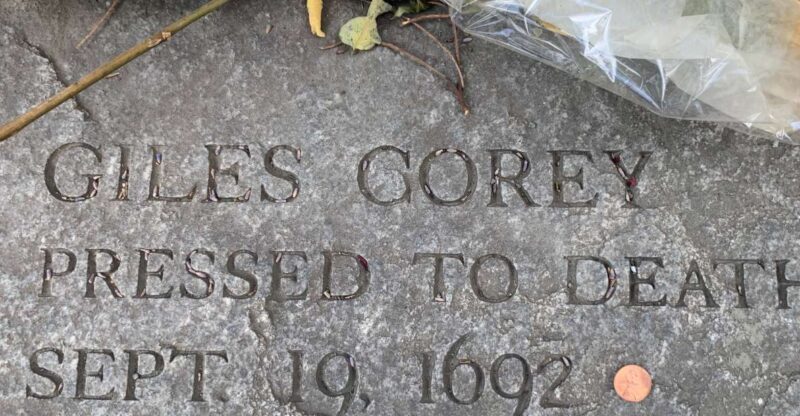 GILES COREY
PRESSED TO DEATH
SEPT. 19, 1692